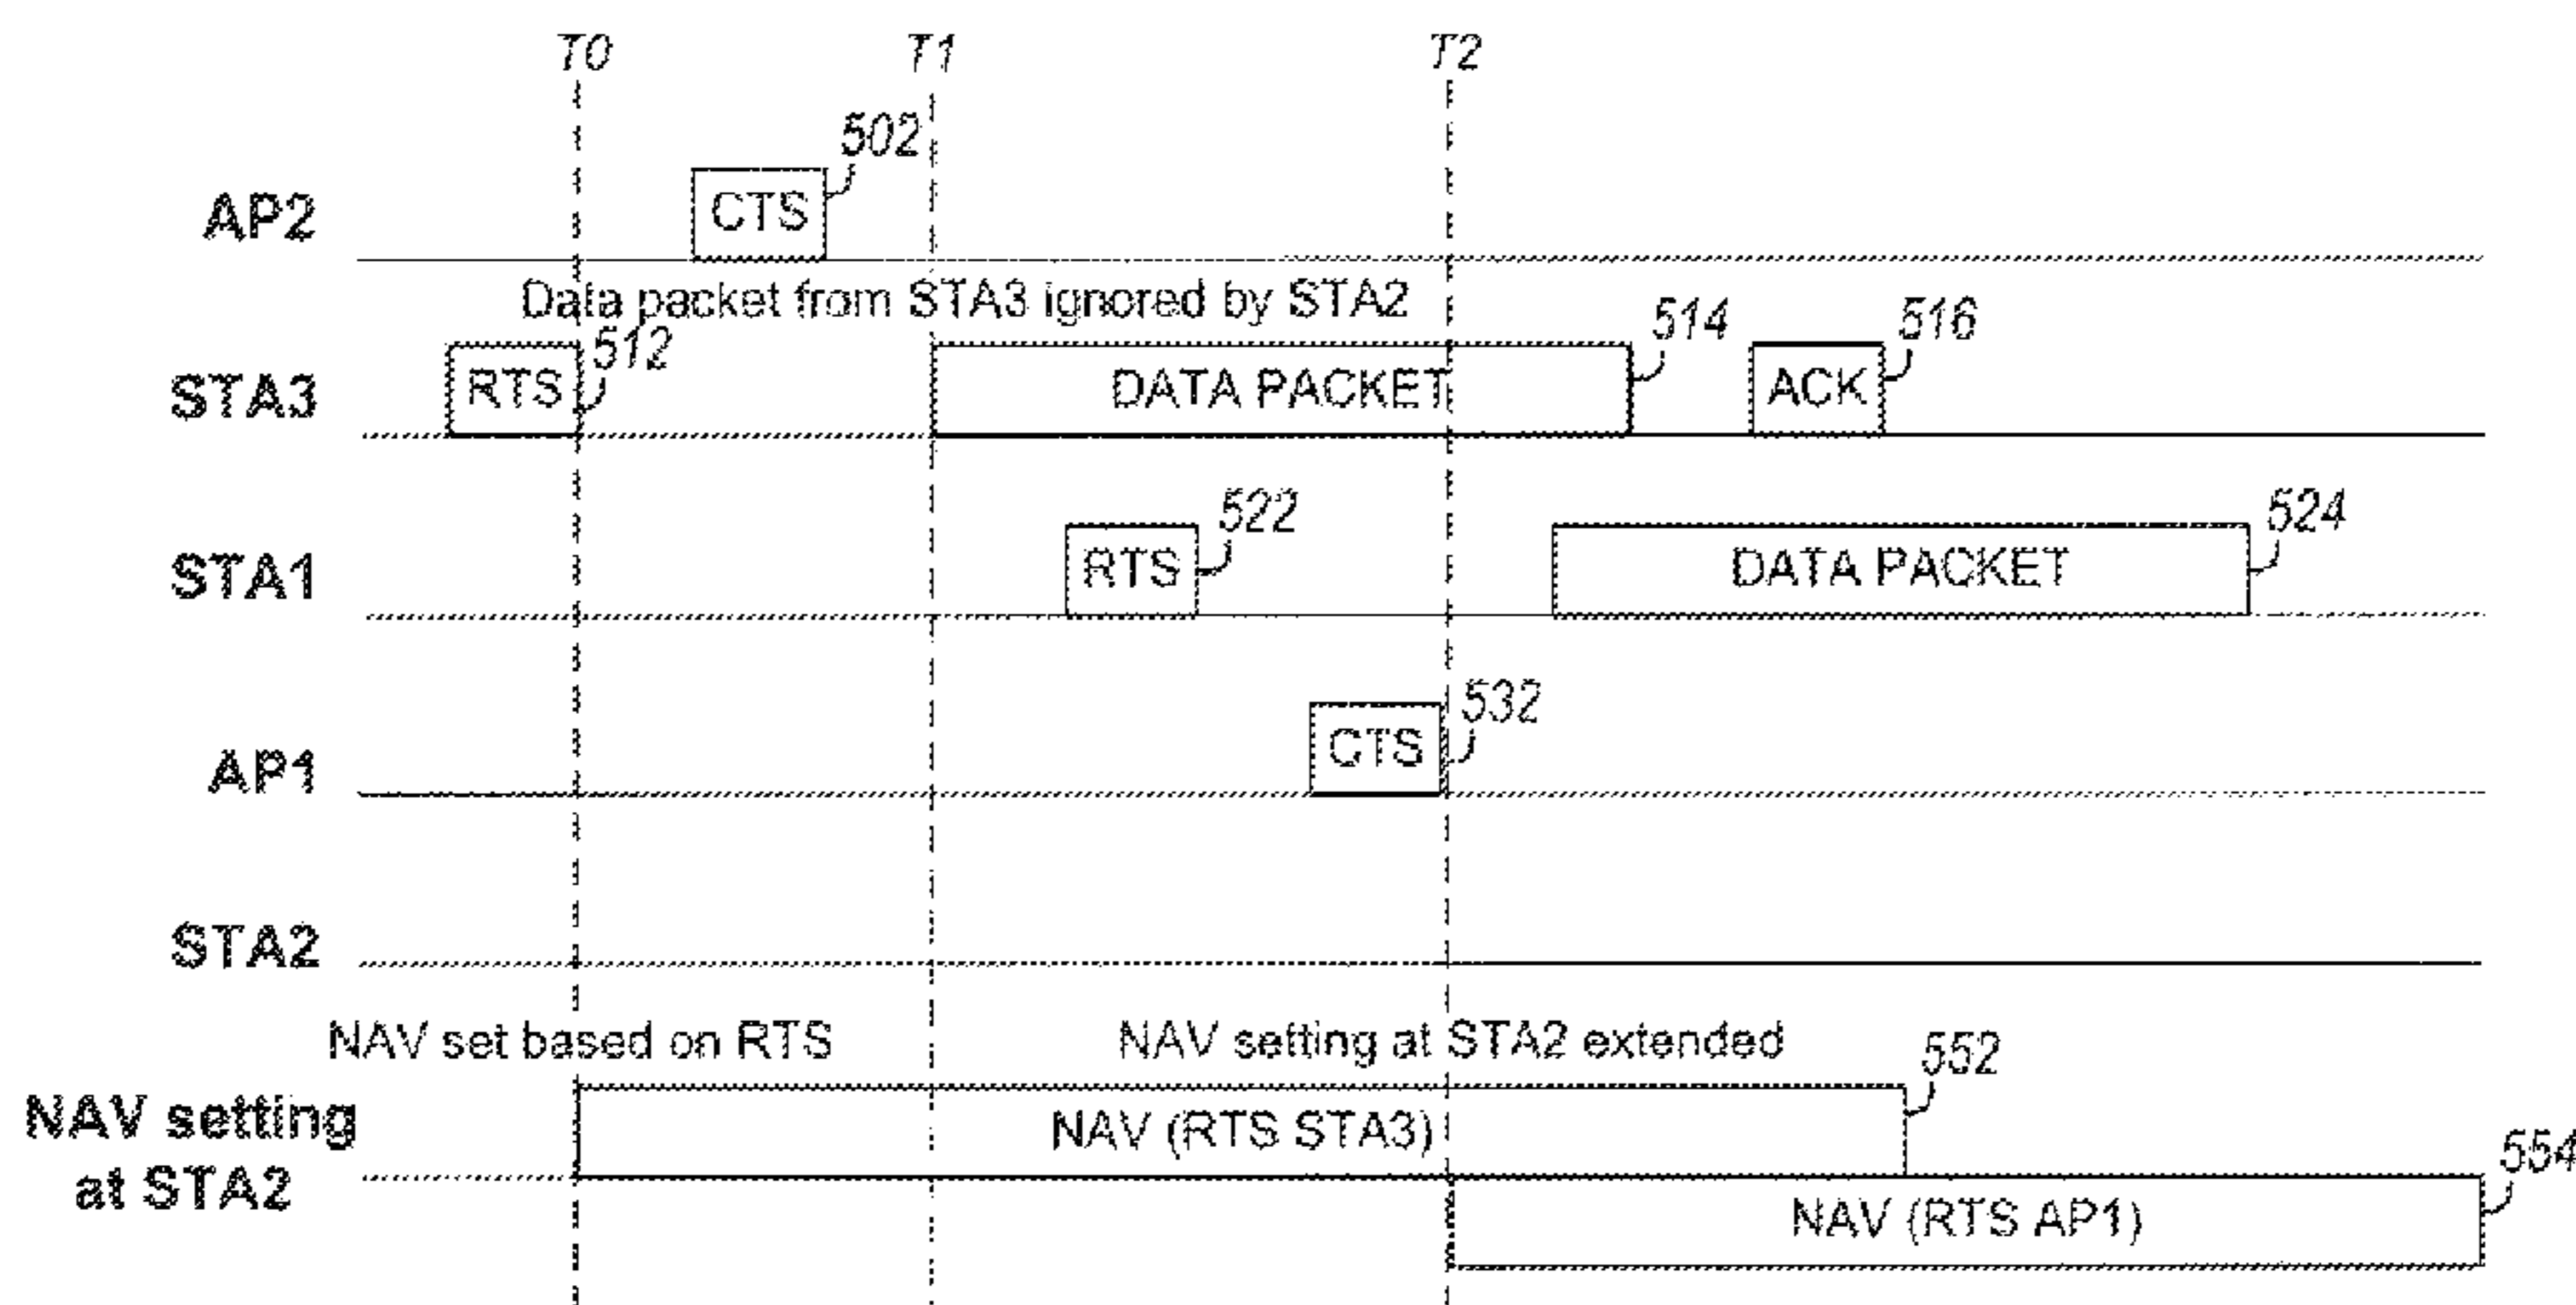 T0 T1 T2
502
CTS
AP2
Data packet from STA3 ignored by STA2
512 514 516
RTS DATA PACKET ACK
STA3
522 524
RTS DATA PACKET
STA1
532
CTS
AP1
STA2
NAV set based on RTS NAV setting at STA2 extended
552
NAV setting
at STA2
NAV (RTS STA3)
554
NAV (RTS AP1)